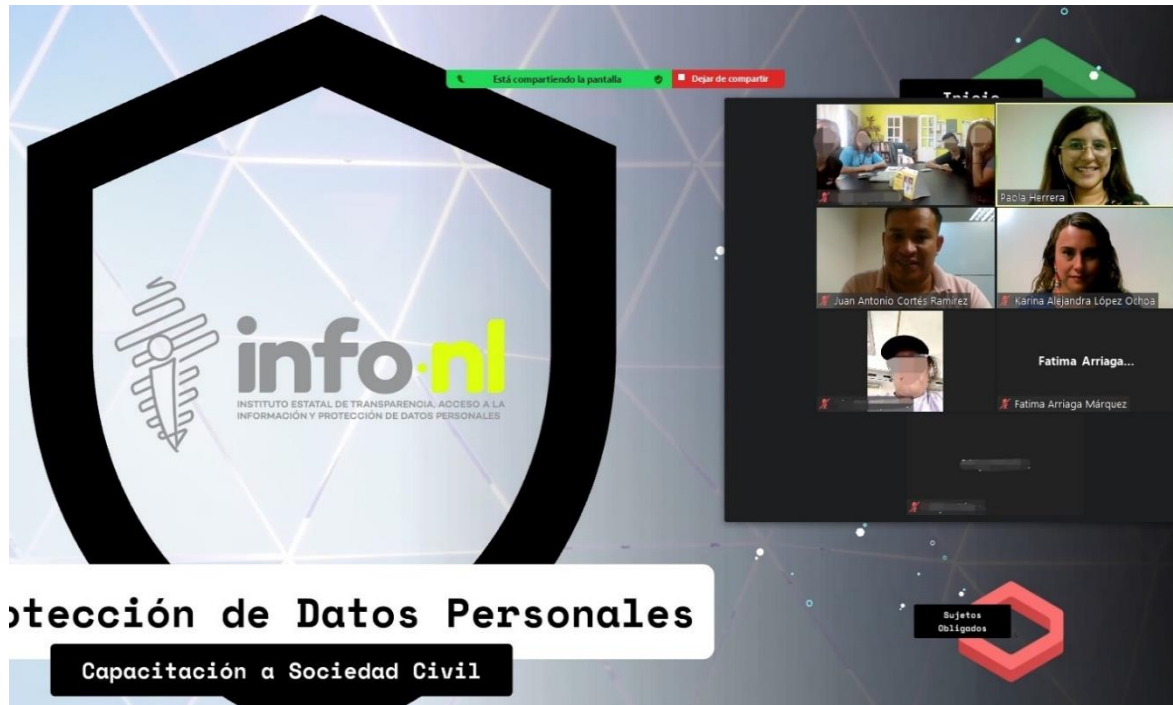 Está compartiendo la pantalla
Dejar de compartir
Inicio
Paola Herrera
Juan Antonio Cortés Ramírez
Karina Alejandra López Ochoa
Fatima Arriaga...
Fatima Arriaga Márquez
info·nl
INSTITUTO ESTATAL DE TRANSPARENCIA, ACCESO A LA
INFORMACIÓN Y PROTECCIÓN DE DATOS PERSONALES
otección de Datos Personales
Capacitación a Sociedad Civil
Sujetos
Obligados